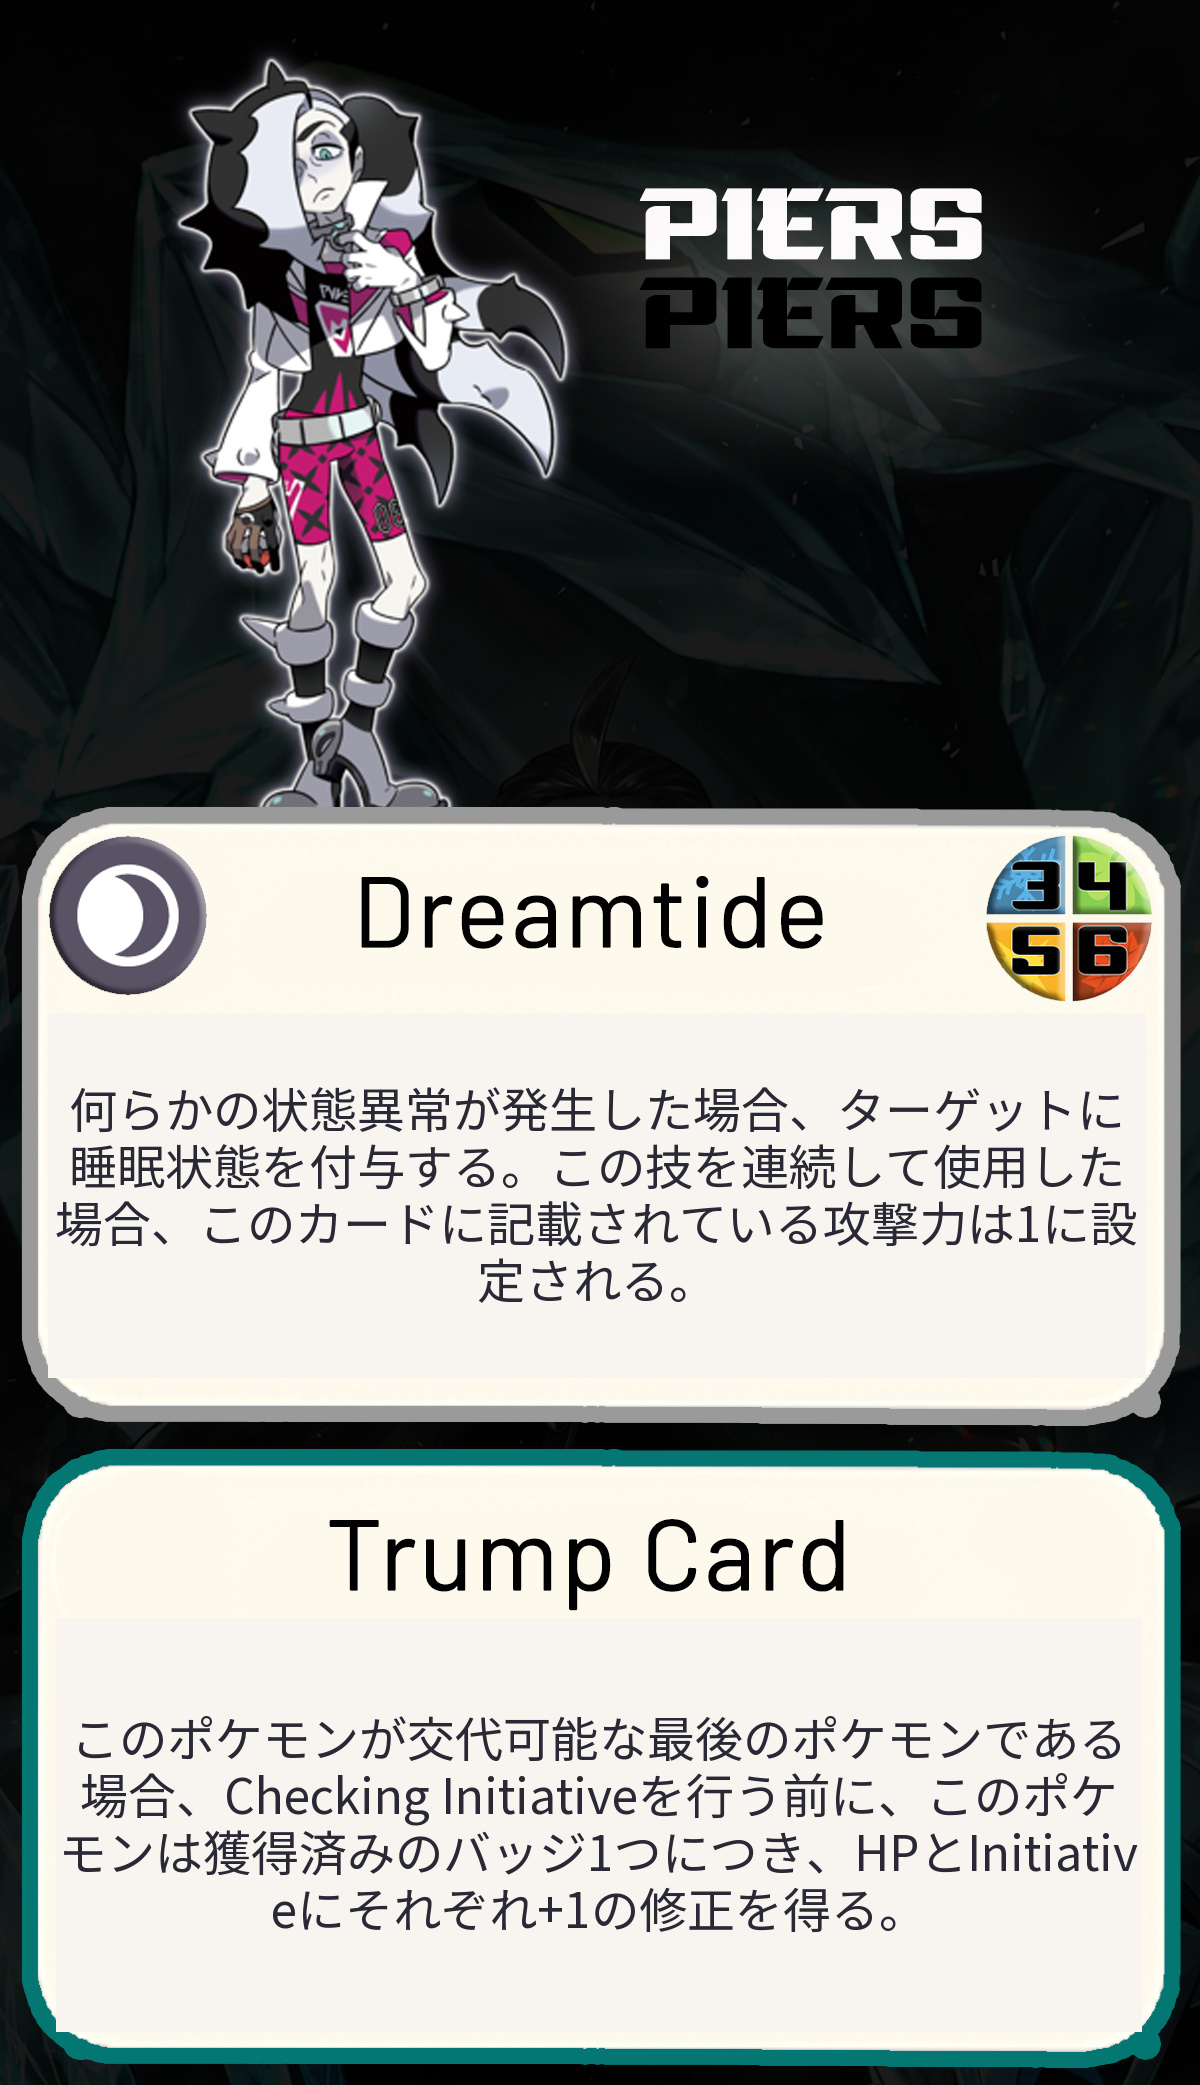 PIERS
PIERS
Dreamtide
3 4
5 6
何らかの状態異常が発生した場合、ターゲットに
睡眠状態を付与する。この技を連続して使用した
場合、このカードに記載されている攻撃力は1に設
定される。
Trump Card
このポケモンが交代可能な最後のポケモンである
場合、Checking Initiativeを行う前に、このポケ
モンは獲得済みのバッジ1つにつき、HPとInitiativ
eにそれぞれ+1の修正を得る。